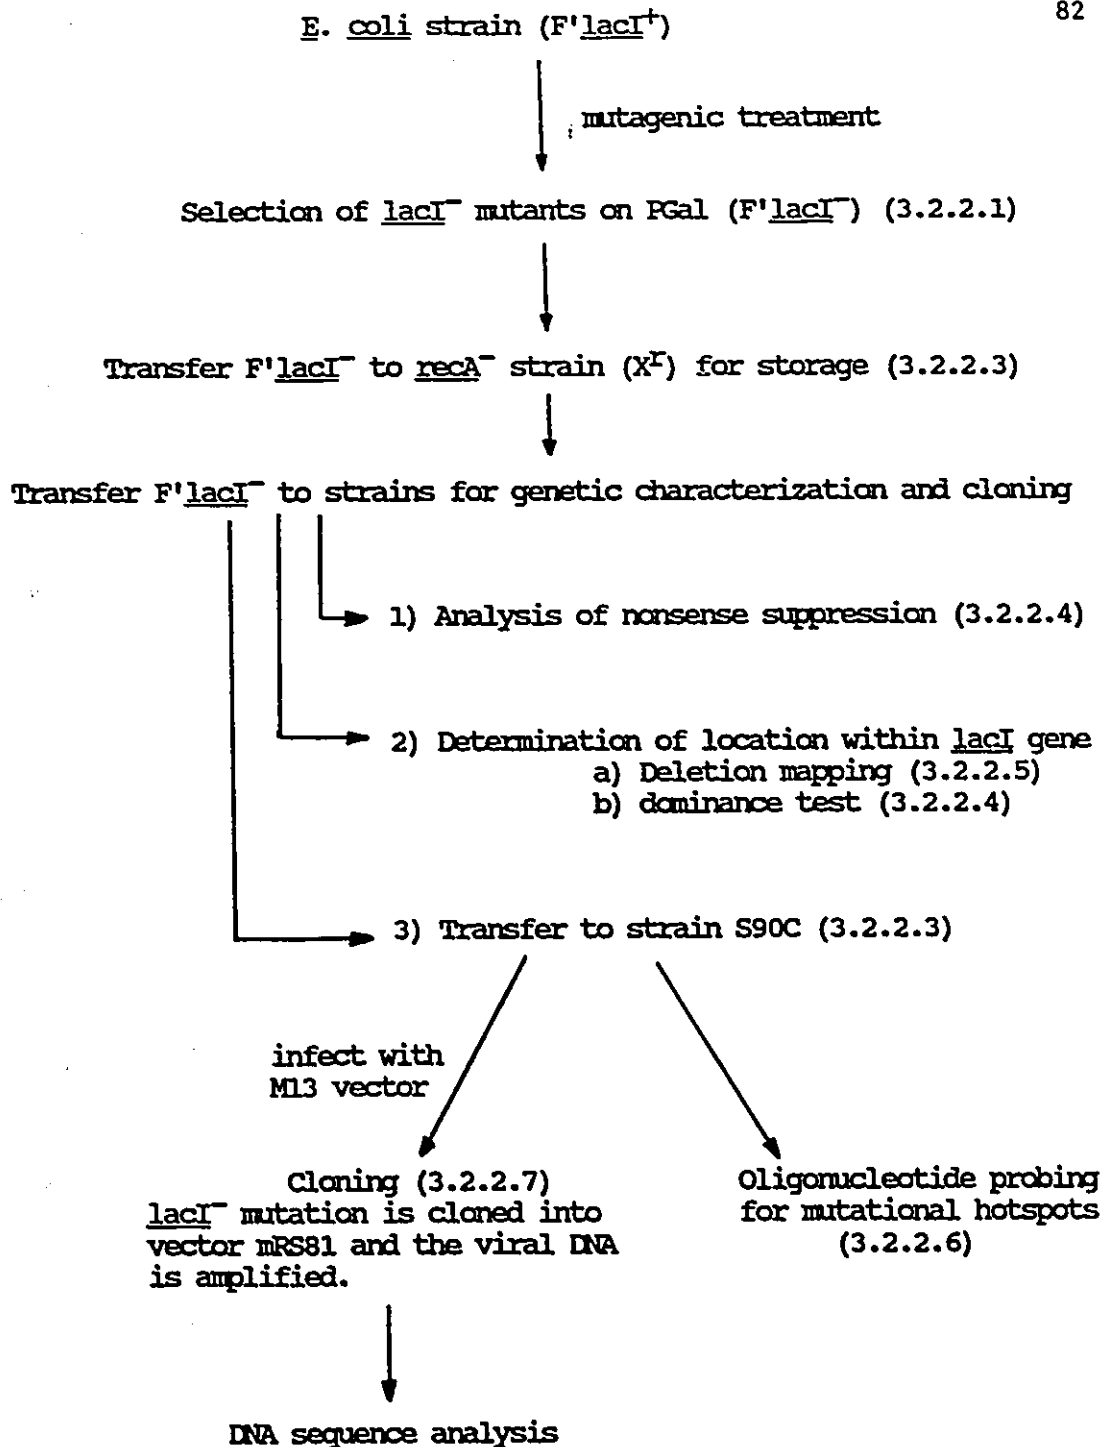 82
E. coli strain (F'lacI⁺)
mutagenic treatment
Selection of lacI⁻ mutants on PGal (F'lacI⁻) (3.2.2.1)
Transfer F'lacI⁻ to recA⁻ strain (Xʳ) for storage (3.2.2.3)
Transfer F'lacI⁻ to strains for genetic characterization and cloning
1) Analysis of nonsense suppression (3.2.2.4)
2) Determination of location within lacI gene
a) Deletion mapping (3.2.2.5)
b) dominance test (3.2.2.4)
3) Transfer to strain S90C (3.2.2.3)
infect with
M13 vector
Cloning (3.2.2.7)
lacI⁻ mutation is cloned into
vector mRS81 and the viral DNA
is amplified.
Oligonucleotide probing
for mutational hotspots
(3.2.2.6)
DNA sequence analysis